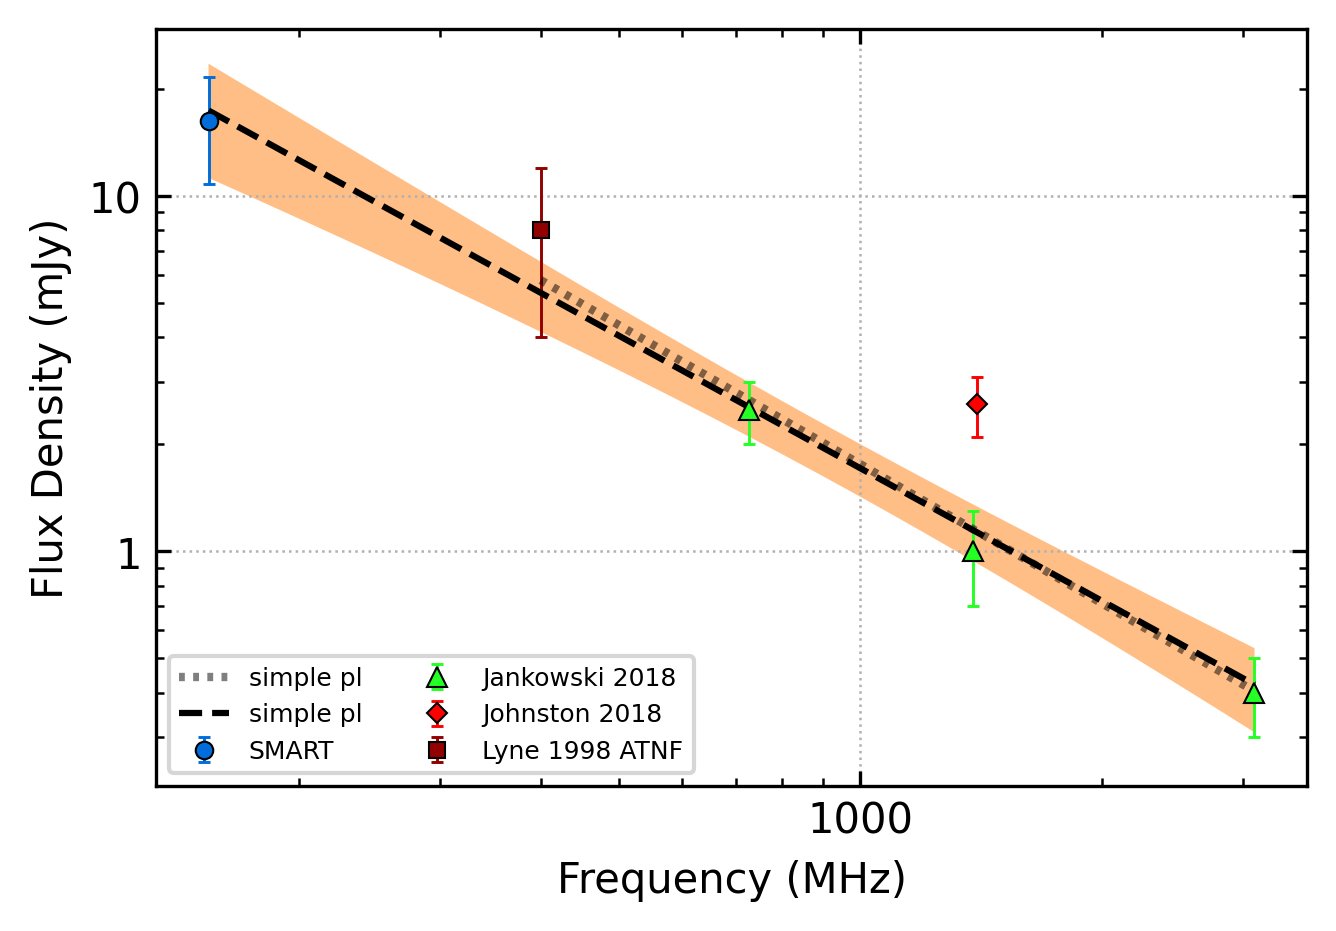 Flux Density (mJy)
10
1
simple pl
simple pl
SMART
Jankowski 2018
Johnston 2018
Lyne 1998 ATNF
1000
Frequency (MHz)